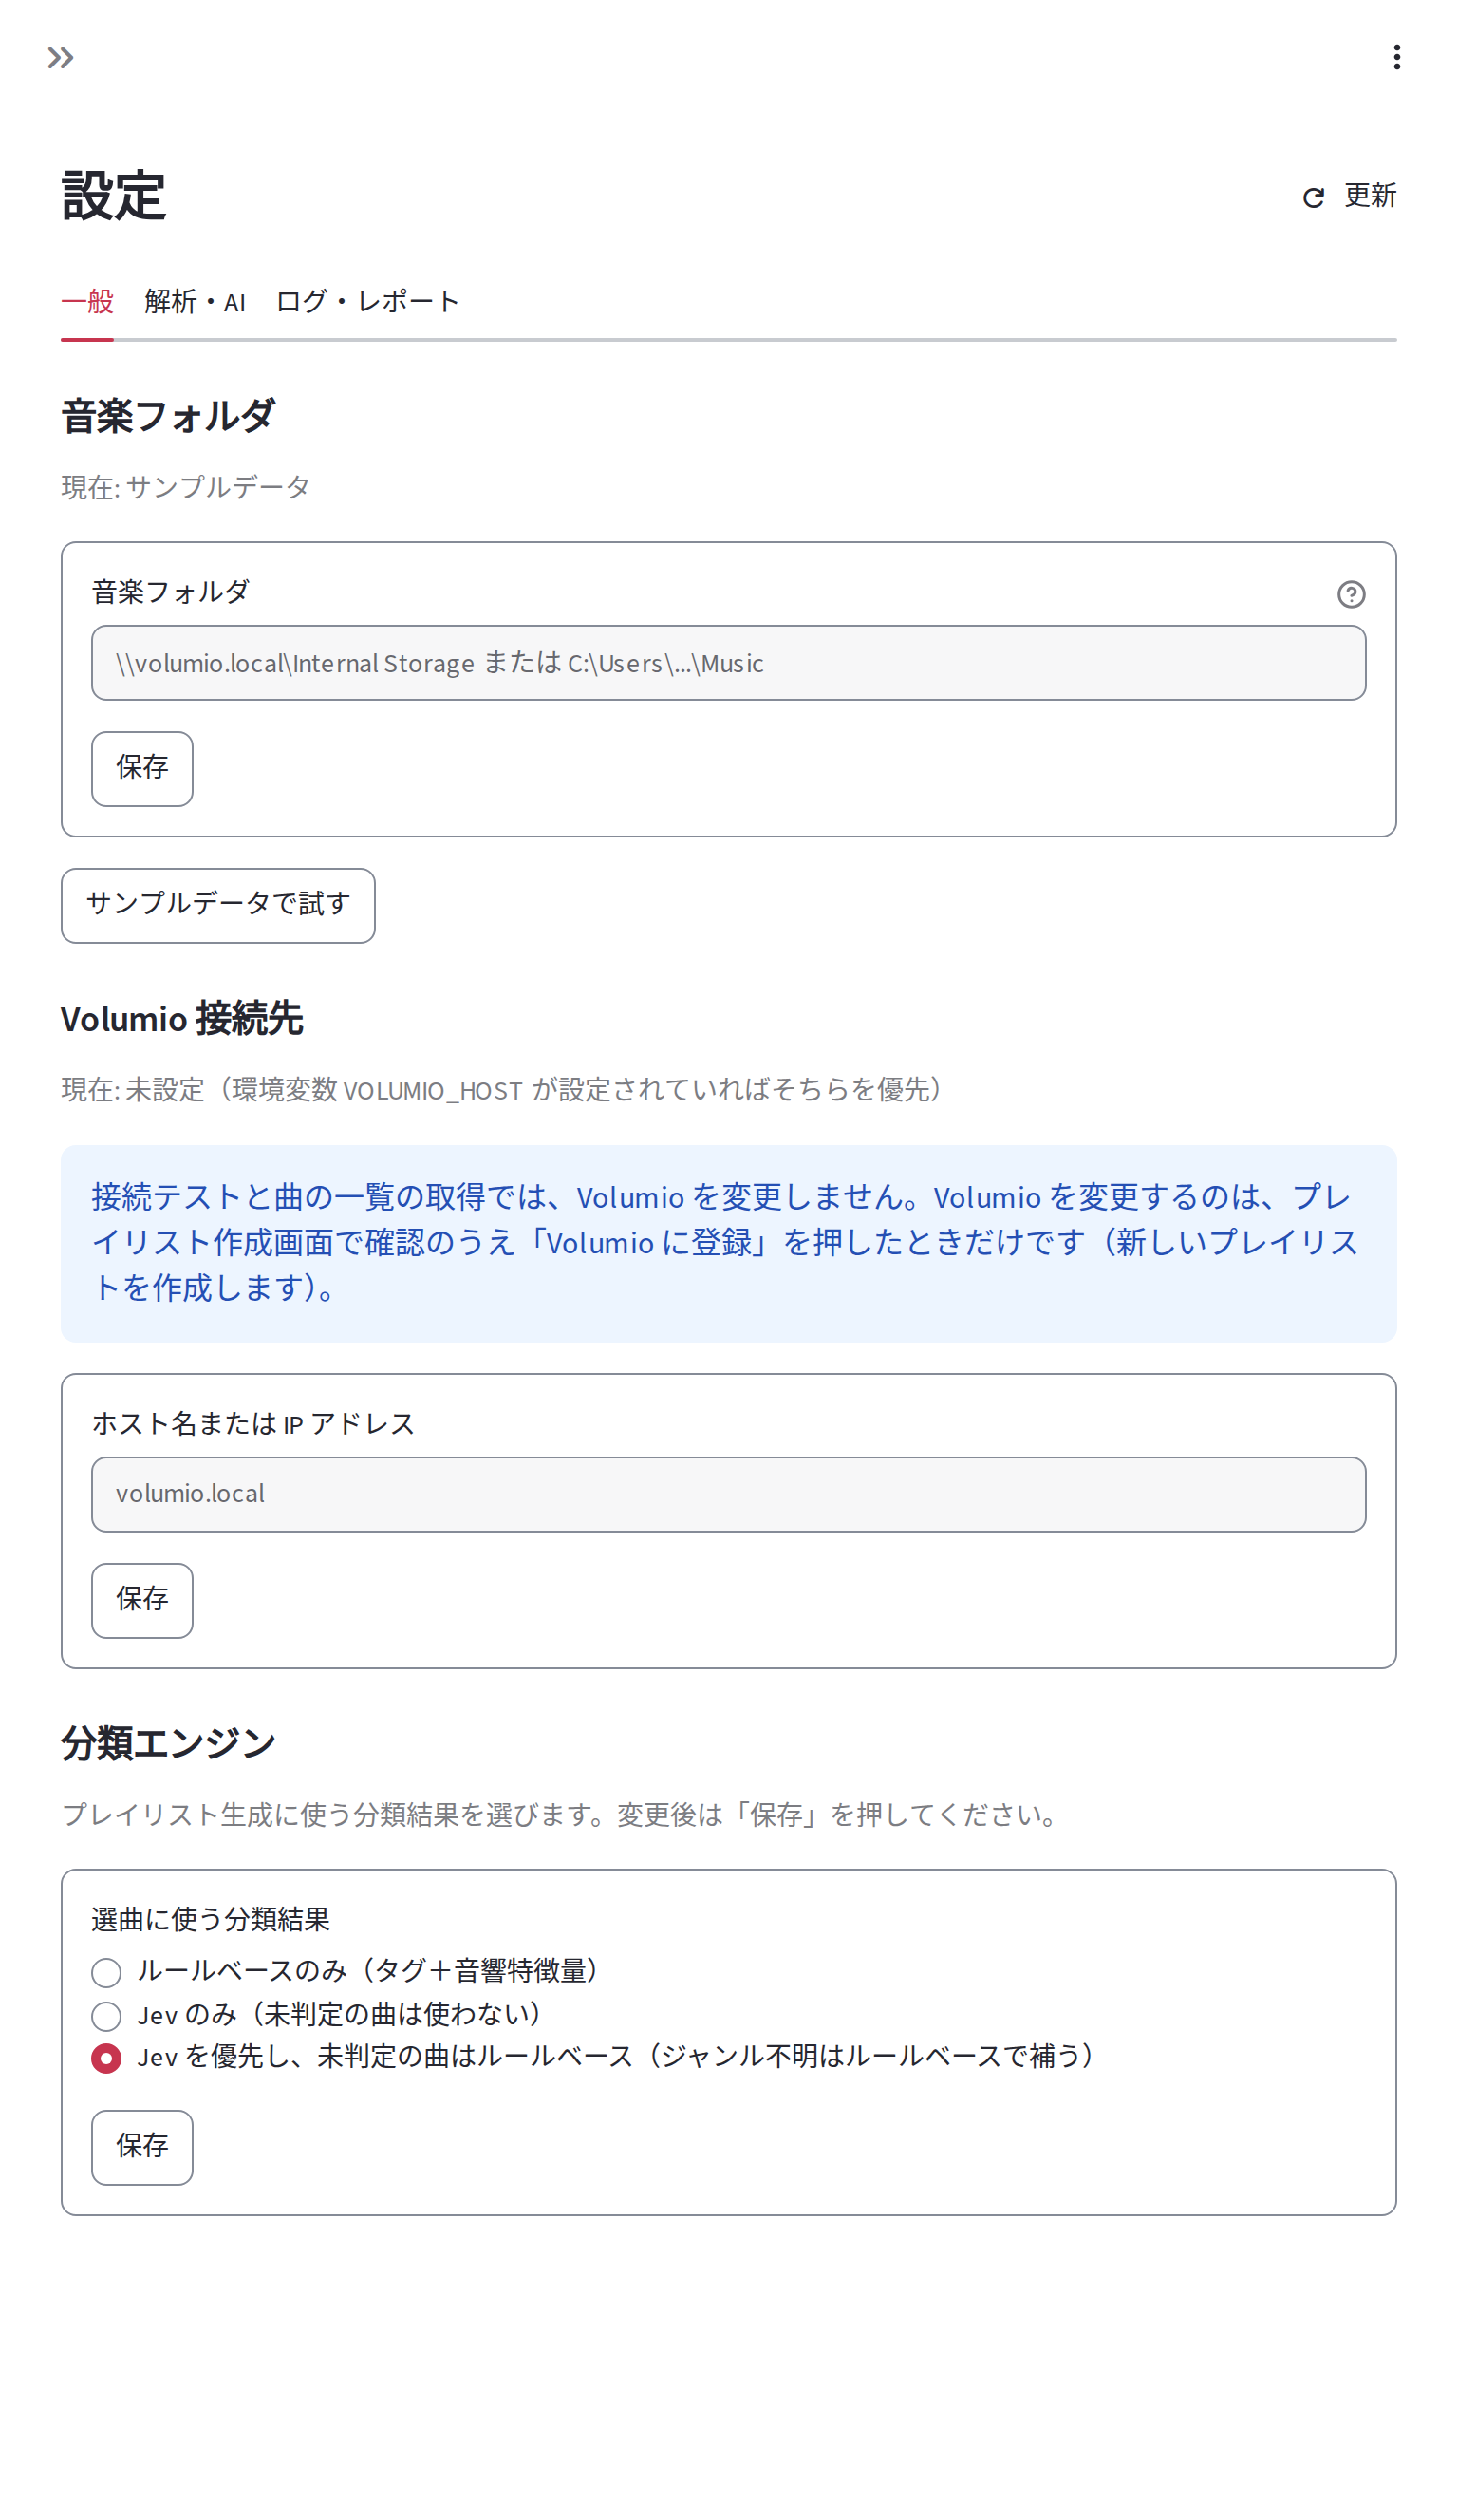 設定
更新
一般 解析・AI ログ・レポート
音楽フォルダ
現在: サンプルデータ
音楽フォルダ
\\volumio.local\Internal Storage または C:\Users\...\Music
保存
サンプルデータで試す
Volumio 接続先
現在: 未設定（環境変数 VOLUMIO_HOST が設定されていればそちらを優先）
接続テストと曲の一覧の取得では、Volumio を変更しません。Volumio を変更するのは、プレ
イリスト作成画面で確認のうえ「Volumio に登録」を押したときだけです（新しいプレイリス
トを作成します）。
ホスト名または IP アドレス
volumio.local
保存
分類エンジン
プレイリスト生成に使う分類結果を選びます。変更後は「保存」を押してください。
選曲に使う分類結果
ルールベースのみ（タグ＋音響特徴量）
Jev のみ（未判定の曲は使わない）
Jev を優先し、未判定の曲はルールベース（ジャンル不明はルールベースで補う）
保存